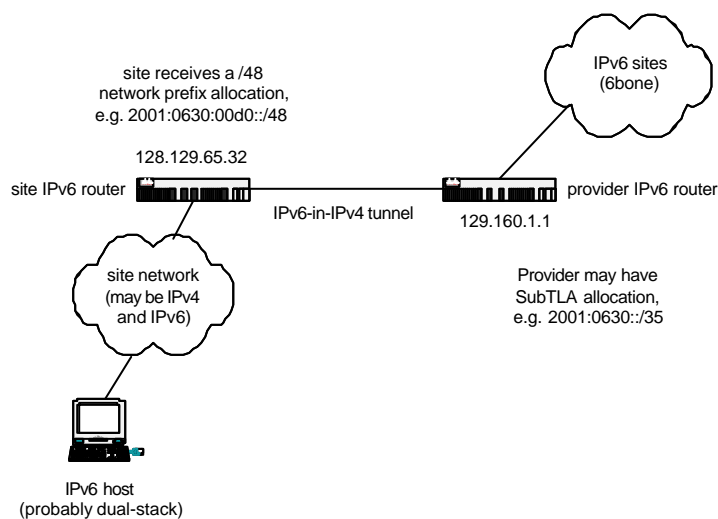 IPv6 sites
(6bone)
site receives a /48
network prefix allocation,
e.g. 2001:0630:00d0::/48
128.129.65.32
site IPv6 router
provider IPv6 router
IPv6-in-IPv4 tunnel
129.160.1.1
site network
(may be IPv4
and IPv6)
Provider may have
SubTLA allocation,
e.g. 2001:0630::/35
IPv6 host
(probably dual-stack)